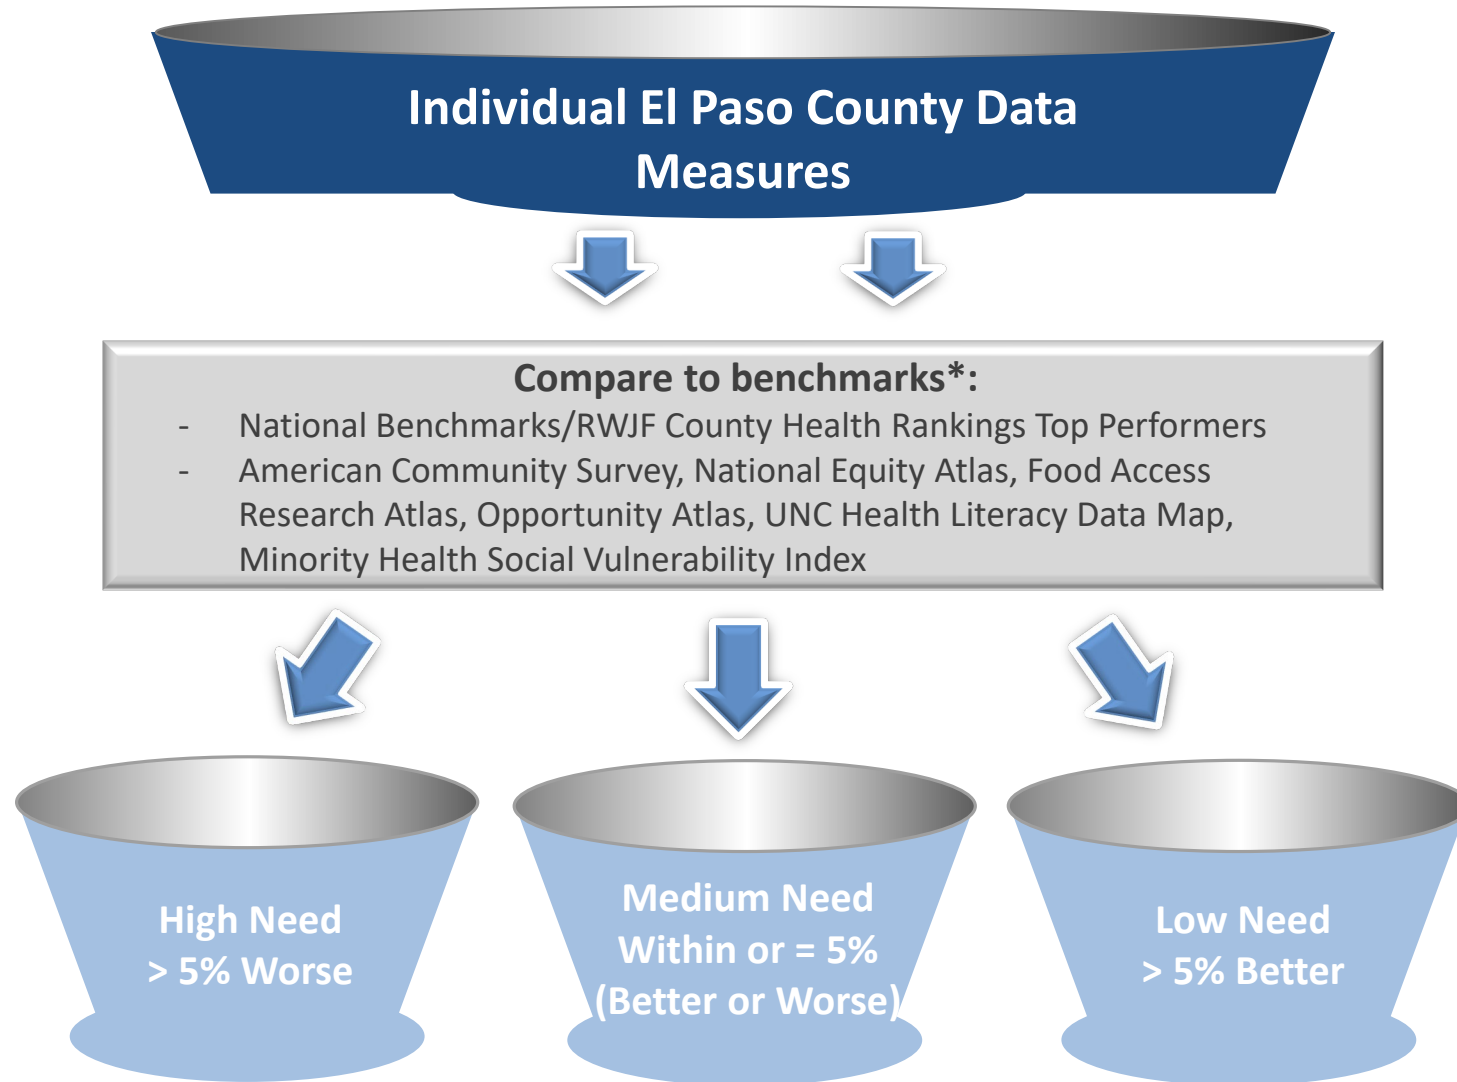 Individual El Paso County Data
Measures
Compare to benchmarks*:
- National Benchmarks/RWJF County Health Rankings Top Performers
- American Community Survey, National Equity Atlas, Food Access
Research Atlas, Opportunity Atlas, UNC Health Literacy Data Map,
Minority Health Social Vulnerability Index
High Need
> 5% Worse
Medium Need
Within or = 5%
(Better or Worse)
Low Need
> 5% Better